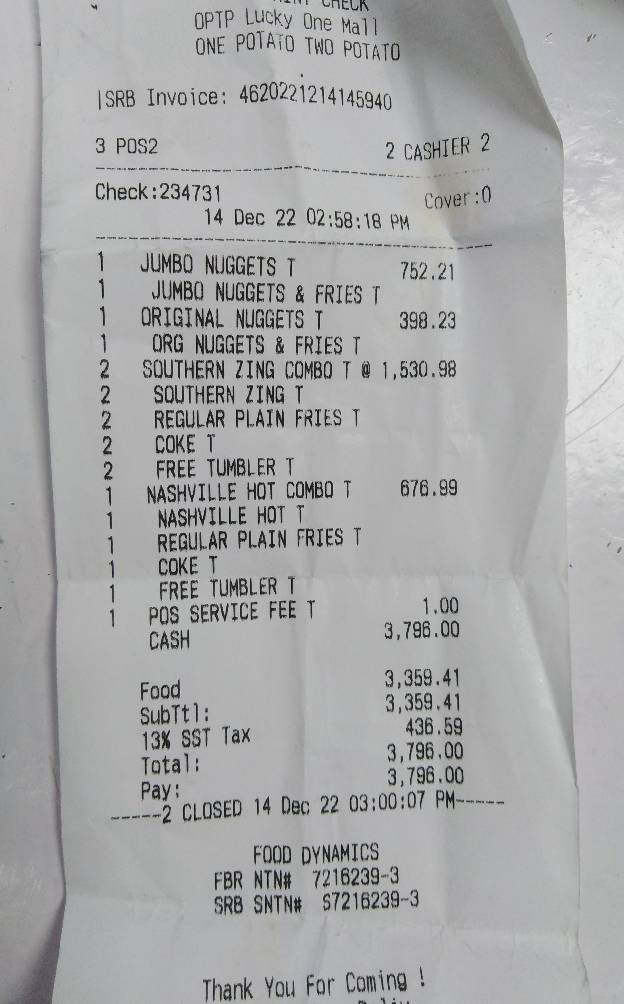 CHECK
OPTP Lucky One Mall
ONE POTATO TWO POTATO
|SRB Invoice: 4620221214145940
3 POS2 2 CASHIER 2
Check:234731 Cover:0
14 Dec 22 02:58:18 PM
1 JUMBO NUGGETS T 752.21
1 JUMBO NUGGETS & FRIES T
1 ORIGINAL NUGGETS T 398.23
1 ORG NUGGETS & FRIES T
2 SOUTHERN ZING COMBO T @ 1,530.98
2 SOUTHERN ZING T
2 REGULAR PLAIN FRIES T
2 COKE T
2 FREE TUMBLER T
1 NASHVILLE HOT COMBO T 676.99
1 NASHVILLE HOT T
1 REGULAR PLAIN FRIES T
1 COKE T
1 FREE TUMBLER T
1 POS SERVICE FEE T 1.00
CASH 3,796.00
Food 3,359.41
SubTtl: 3,359.41
13% SST Tax 436.59
Total: 3,796.00
Pay: 3,796.00
-----2 CLOSED 14 Dec 22 03:00:07 PM-----
FOOD DYNAMICS
FBR NTN# 7216239-3
SRB SNTN# S7216239-3
Thank You For Coming !